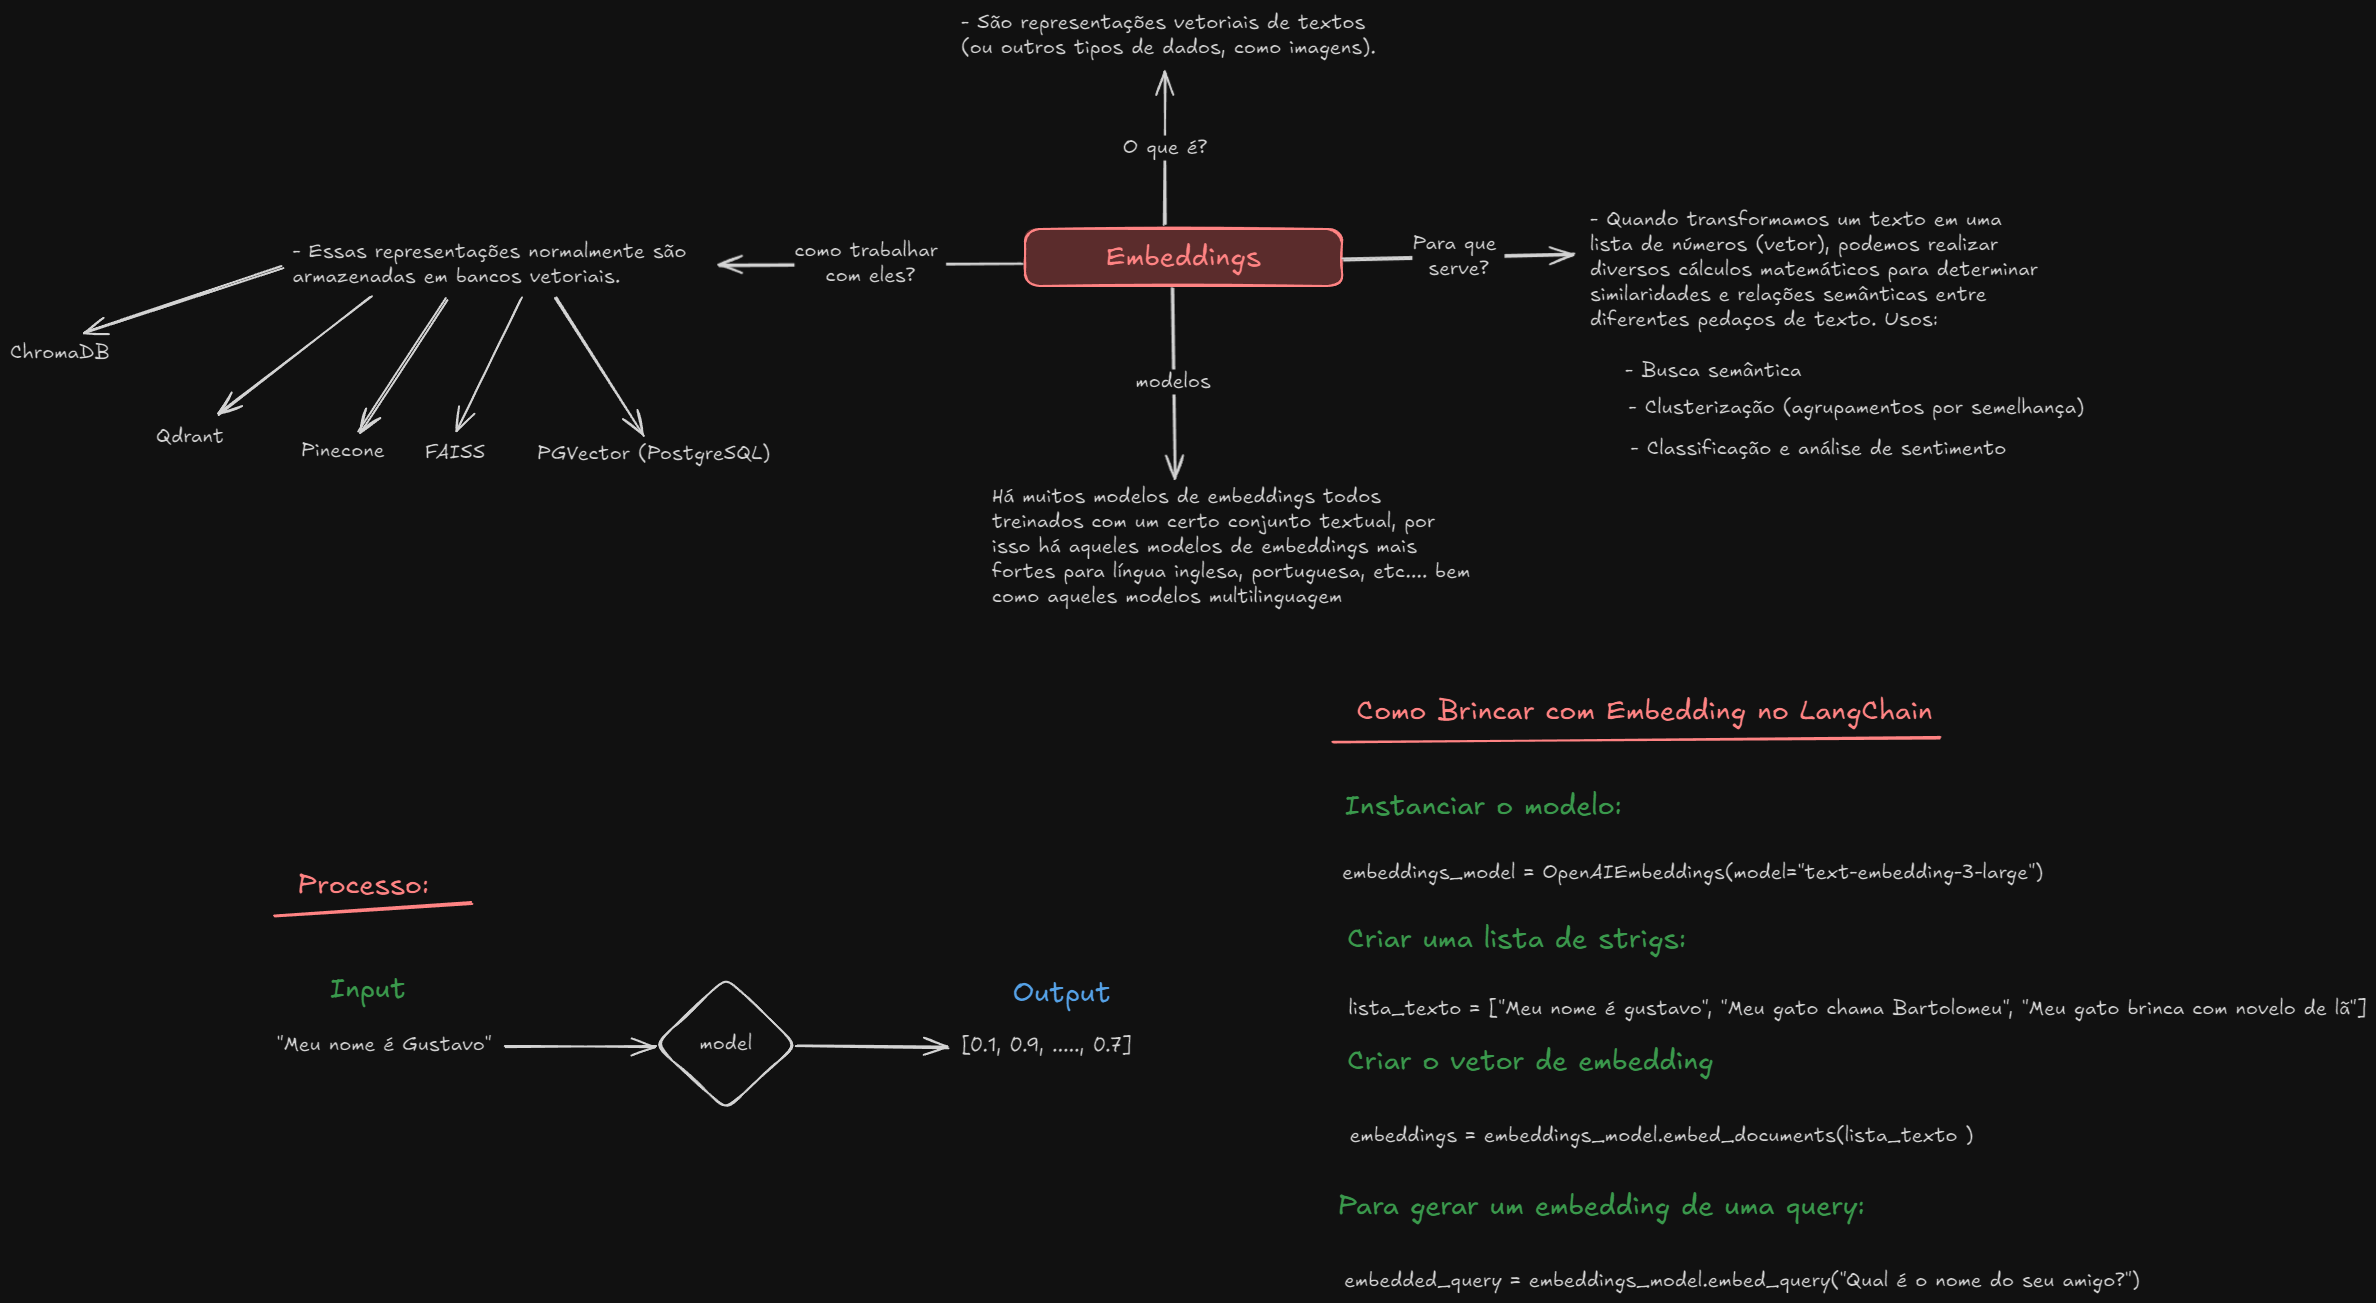 - São representações vetoriais de textos
(ou outros tipos de dados, como imagens).
O que é?
Embeddings
como trabalhar
com eles?
- Essas representações normalmente são
armazenadas em bancos vetoriais.
ChromaDB
Qdrant
Pinecone
FAISS
PGVector (PostgreSQL)
Para que
serve?
- Quando transformamos um texto em uma
lista de números (vetor), podemos realizar
diversos cálculos matemáticos para determinar
similaridades e relações semânticas entre
diferentes pedaços de texto. Usos:
- Busca semântica
- Clusterização (agrupamentos por semelhança)
- Classificação e análise de sentimento
modelos
Há muitos modelos de embeddings todos
treinados com um certo conjunto textual, por
isso há aqueles modelos de embeddings mais
fortes para língua inglesa, portuguesa, etc.... bem
como aqueles modelos multilinguagem
Processo:
Input
"Meu nome é Gustavo"
model
Output
[0.1, 0.9, ....., 0.7]
Como Brincar com Embedding no LangChain
Instanciar o modelo:
embeddings_model = OpenAIEmbeddings(model="text-embedding-3-large")
Criar uma lista de strigs:
lista_texto = ["Meu nome é gustavo", "Meu gato chama Bartolomeu", "Meu gato brinca com novelo de lã"]
Criar o vetor de embedding
embeddings = embeddings_model.embed_documents(lista_texto )
Para gerar um embedding de uma query:
embedded_query = embeddings_model.embed_query("Qual é o nome do seu amigo?")